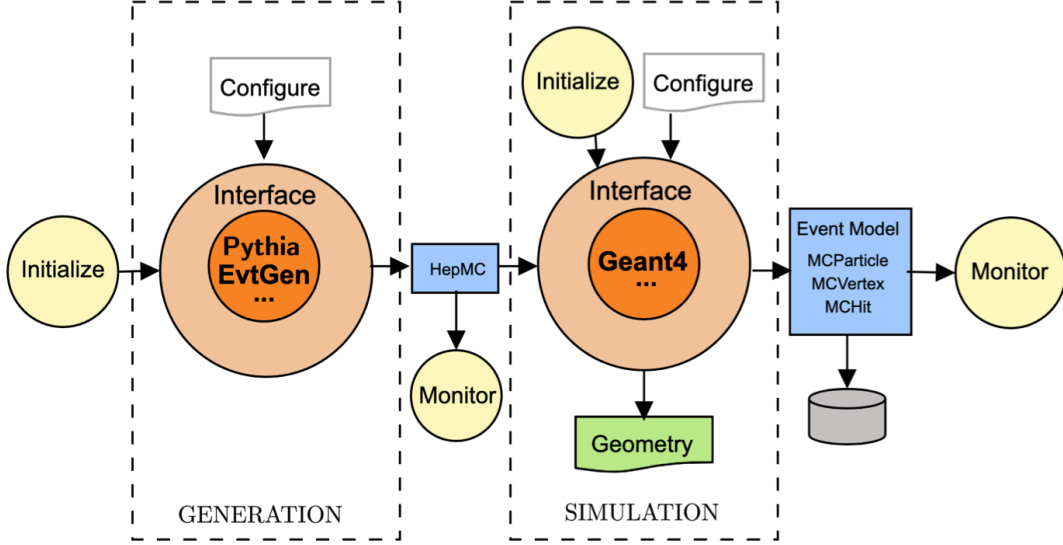 Initialize
Configure
Interface
Pythia
EvtGen
...
GENERATION
HepMC
Monitor
Initialize
Configure
Interface
Geant4
...
Geometry
SIMULATION
Event Model
MCParticle
MCVertex
MCHit
Monitor